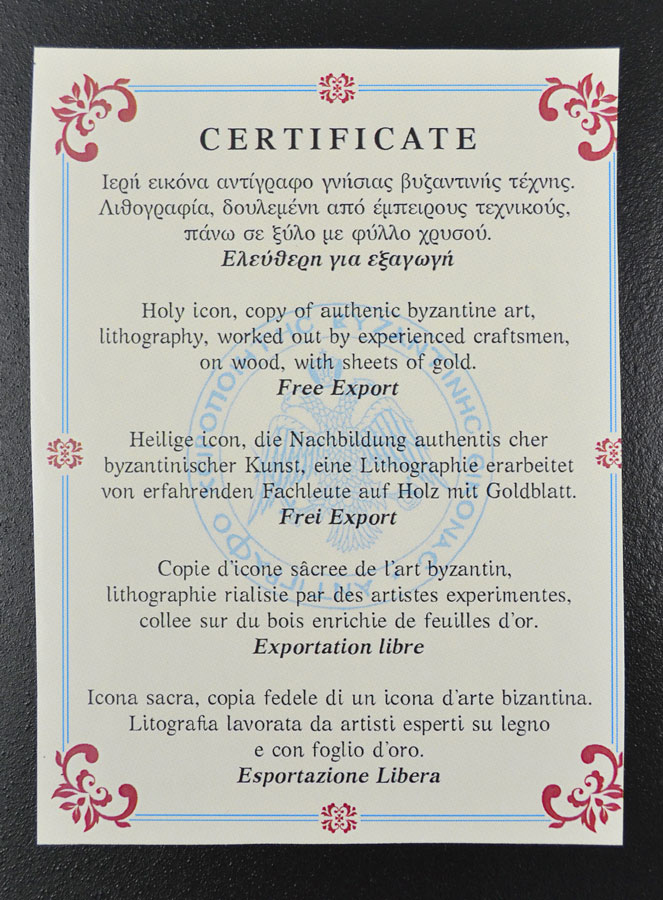 CERTIFICATE
Ιερή εικόνα αντίγραφο γνήσιας βυζαντινής τέχνης.
Λιθογραφία, δουλεμένη από έμπειρους τεχνικούς,
πάνω σε ξύλο με φύλλο χρυσού.
Ελεύθερη για εξαγωγή
Holy icon, copy of authenic byzantine art,
lithography, worked out by experienced craftsmen,
on wood, with sheets of gold.
Free Export
Heilige icon, die Nachbildung authentis cher
byzantinischer Kunst, eine Lithographie erarbeitet
von erfahrenden Fachleute auf Holz mit Goldblatt.
Frei Export
Copie d'icone sâcree de l'art byzantin,
lithographie rialisie par des artistes experimentes,
collee sur du bois enrichie de feuilles d'or.
Exportation libre
Icona sacra, copia fedele di un icona d'arte bizantina.
Litografia lavorata da artisti esperti su legno
e con foglio d'oro.
Esportazione Libera
ΑΝΤΙΓΡΑΦΟ